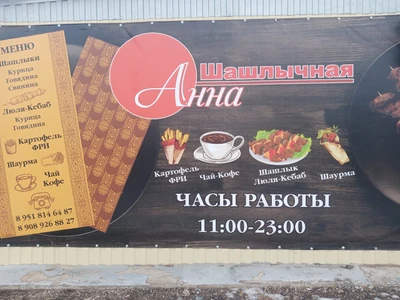 МЕНЮ
Шашлыки
Курица
Говядина
Свинина
Люля-Кебаб
Курица
Говядина
Картофель
ФРИ
Шаурма
Чай
Кофе
8 951 814 64 87
8 908 926 88 27
Шашлычная
Анна
Картофель
ФРИ
Чай-Кофе
Шашлык
Люля-Кебаб
Шаурма
ЧАСЫ РАБОТЫ
11:00-23:00